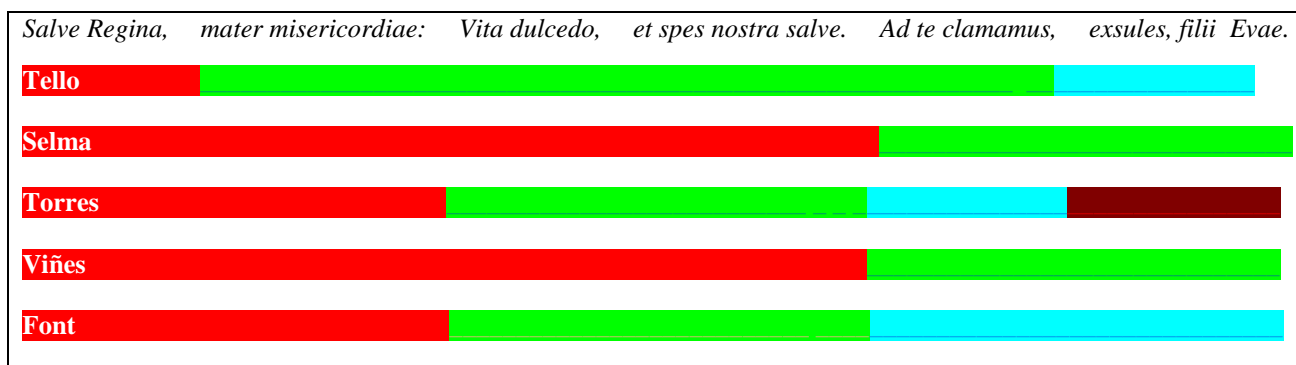 Salve Regina, mater misericordiae: Vita dulcedo, et spes nostra salve. Ad te clamamus, exsules, filii Evae.
Tello
Selma
Torres
Viñes
Font